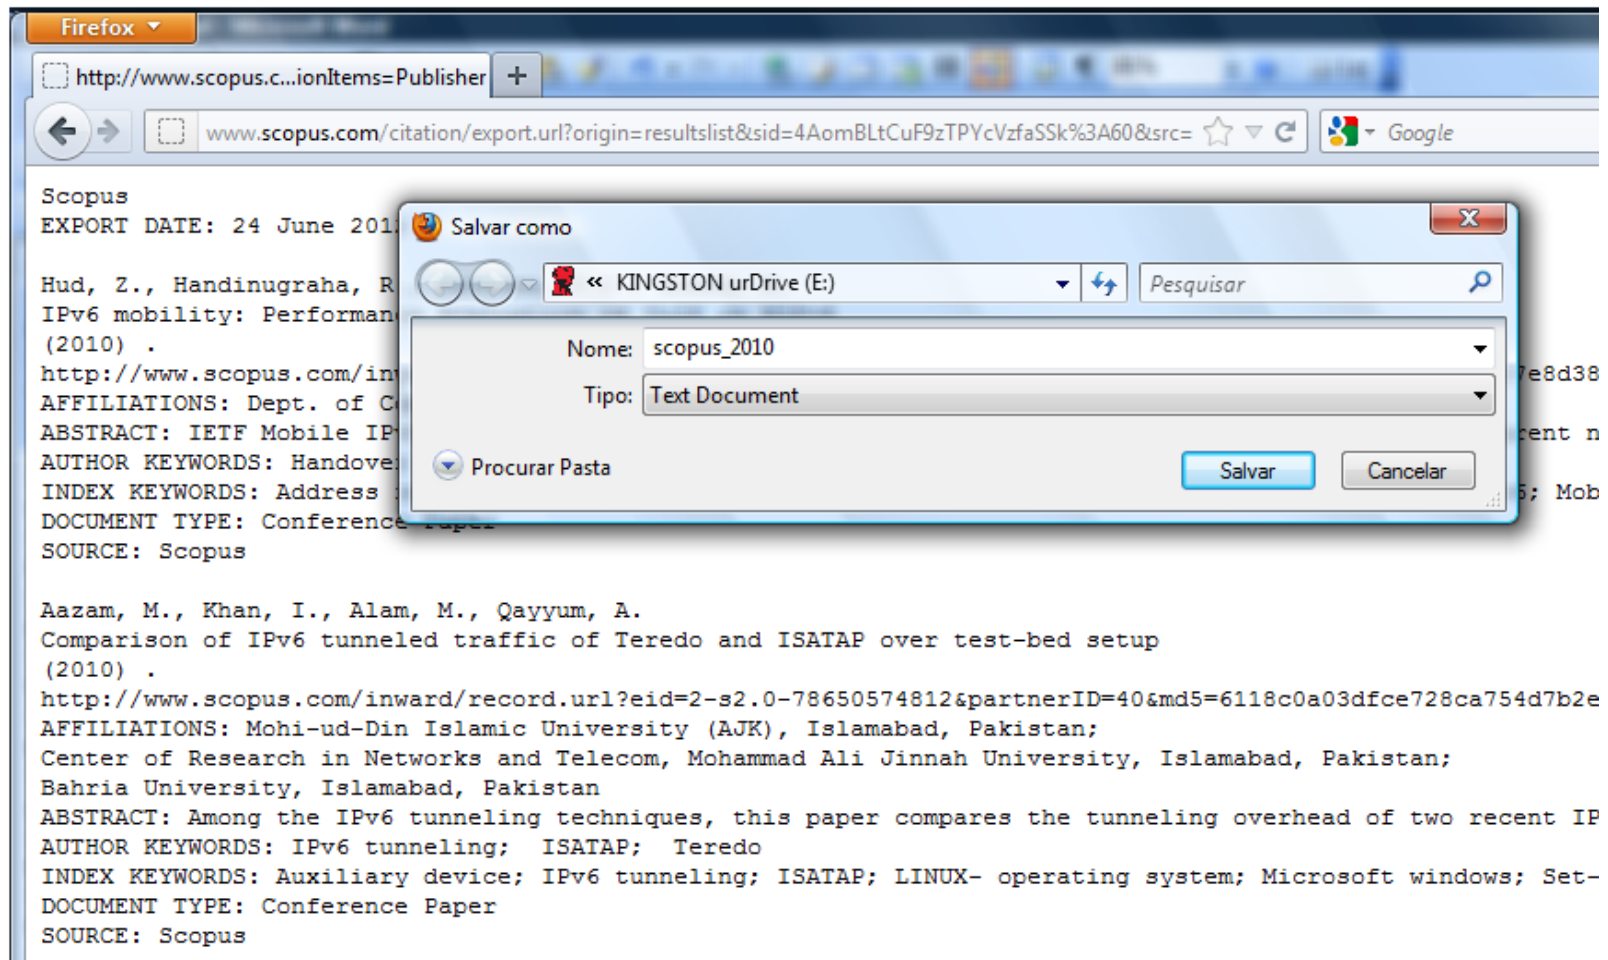 Firefox
Microsoft Word
http://www.scopus.c...ionItems=Publisher +
www.scopus.com/citation/export.url?origin=resultslist&sid=4AomBLtCuF9zTPYcVzfaSSk%3A60&src= Google
Scopus
EXPORT DATE: 24 June 201
Salvar como
« KINGSTON urDrive (E:) Pesquisar
Nome: scopus_2010
Tipo: Text Document
Procurar Pasta Salvar Cancelar
Hud, Z., Handinugraha, R
IPv6 mobility:
(2010) .
http://www.scopus.com/in 7e8d38
AFFILIATIONS: Dept. of
ABSTRACT: IETF Mobile
AUTHOR KEYWORDS:
INDEX KEYWORDS: Address
DOCUMENT TYPE: Conference Paper
SOURCE: Scopus
Aazam, M., Khan, I., Alam, M., Qayyum, A.
Comparison of IPv6 tunneled traffic of Teredo and ISATAP over test-bed setup
(2010) .
http://www.scopus.com/inward/record.url?eid=2-s2.0-78650574812&partnerID=40&md5=6118c0a03dfce728ca754d7b2e
AFFILIATIONS: Mohi-ud-Din Islamic University (AJK), Islamabad, Pakistan;
Center of Research in Networks and Telecom, Mohammad Ali Jinnah University, Islamabad, Pakistan;
Bahria University, Islamabad, Pakistan
ABSTRACT: Among the IPv6 tunneling techniques, this paper compares the tunneling overhead of two recent IP
AUTHOR KEYWORDS: IPv6 tunneling; ISATAP; Teredo
INDEX KEYWORDS: Auxiliary device; IPv6 tunneling; ISATAP; LINUX- operating system; Microsoft windows; Set-
DOCUMENT TYPE: Conference Paper
SOURCE: Scopus